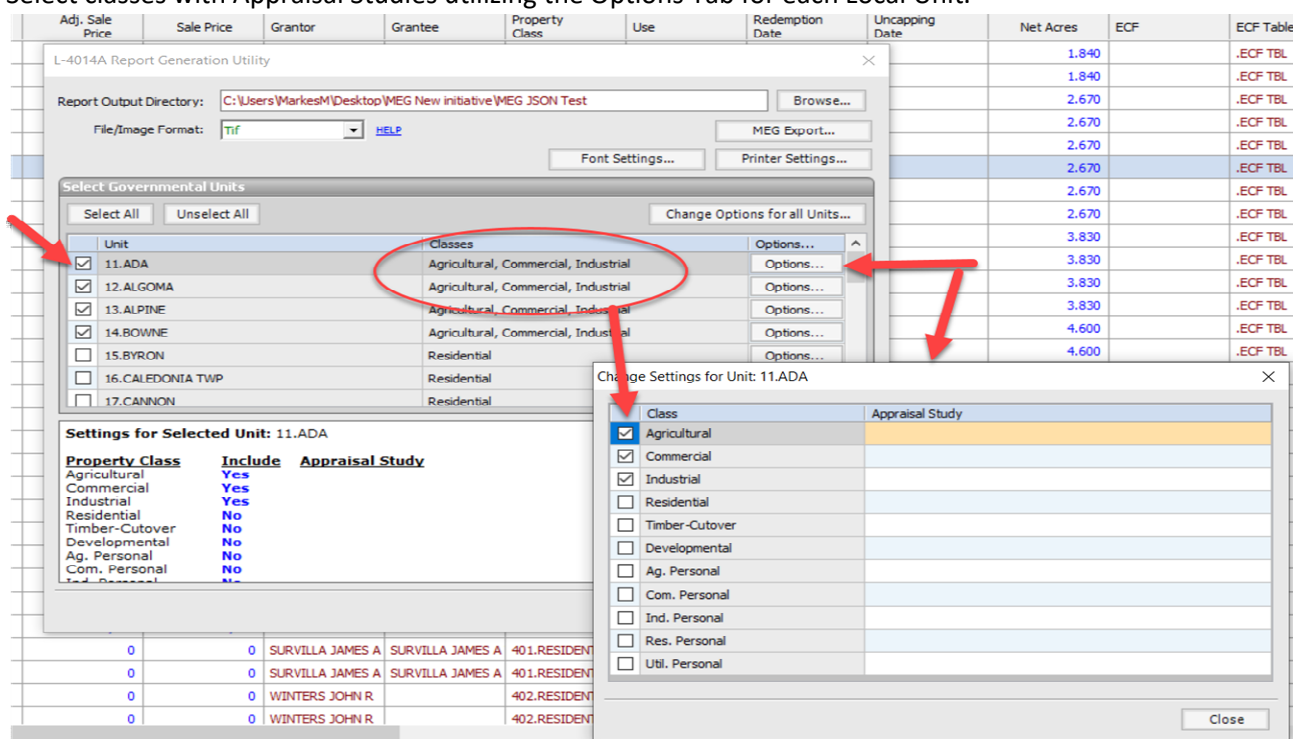 Select classes with Appraisal Studies utilizing the Options Tab for each Local Unit.
Adj. Sale Price Sale Price Grantor Grantee Property Class Use Redemption Date Uncapping Date Net Acres ECF ECF Table
L-4014A Report Generation Utility
Report Output Directory: C:\Users\MarkesM\Desktop\MEG New initiative\MEG JSON Test Browse...
File/Image Format: Tif HELP MEG Export...
Font Settings... Printer Settings...
Select Governmental Units
Select All Unselect All Change Options for all Units...
Unit Classes Options...
11.ADA Agricultural, Commercial, Industrial Options...
12.ALGOMA Agricultural, Commercial, Industrial Options...
13.ALPINE Agricultural, Commercial, Industrial Options...
14.BOWNE Agricultural, Commercial, Industrial Options...
15.BYRON Residential Options...
16.CALEDONIA TWP Residential
17.CANNON Residential
Settings for Selected Unit: 11.ADA
Property Class Include Appraisal Study
Agricultural Yes
Commercial Yes
Industrial Yes
Residential No
Timber-Cutover No
Developmental No
Ag. Personal No
Com. Personal No
Ind. Personal No
1.840 .ECF TBL
1.840 .ECF TBL
2.670 .ECF TBL
2.670 .ECF TBL
2.670 .ECF TBL
2.670 .ECF TBL
2.670 .ECF TBL
2.670 .ECF TBL
3.830 .ECF TBL
3.830 .ECF TBL
3.830 .ECF TBL
3.830 .ECF TBL
4.600 .ECF TBL
4.600 .ECF TBL
Change Settings for Unit: 11.ADA
Class Appraisal Study
Agricultural
Commercial
Industrial
Residential
Timber-Cutover
Developmental
Ag. Personal
Com. Personal
Ind. Personal
Res. Personal
Util. Personal
Close
0 0 SURVILLA JAMES A SURVILLA JAMES A 401.RESIDENT
0 0 SURVILLA JAMES A SURVILLA JAMES A 401.RESIDENT
0 0 WINTERS JOHN R 402.RESIDENT
0 0 WINTERS JOHN R 402.RESIDENT